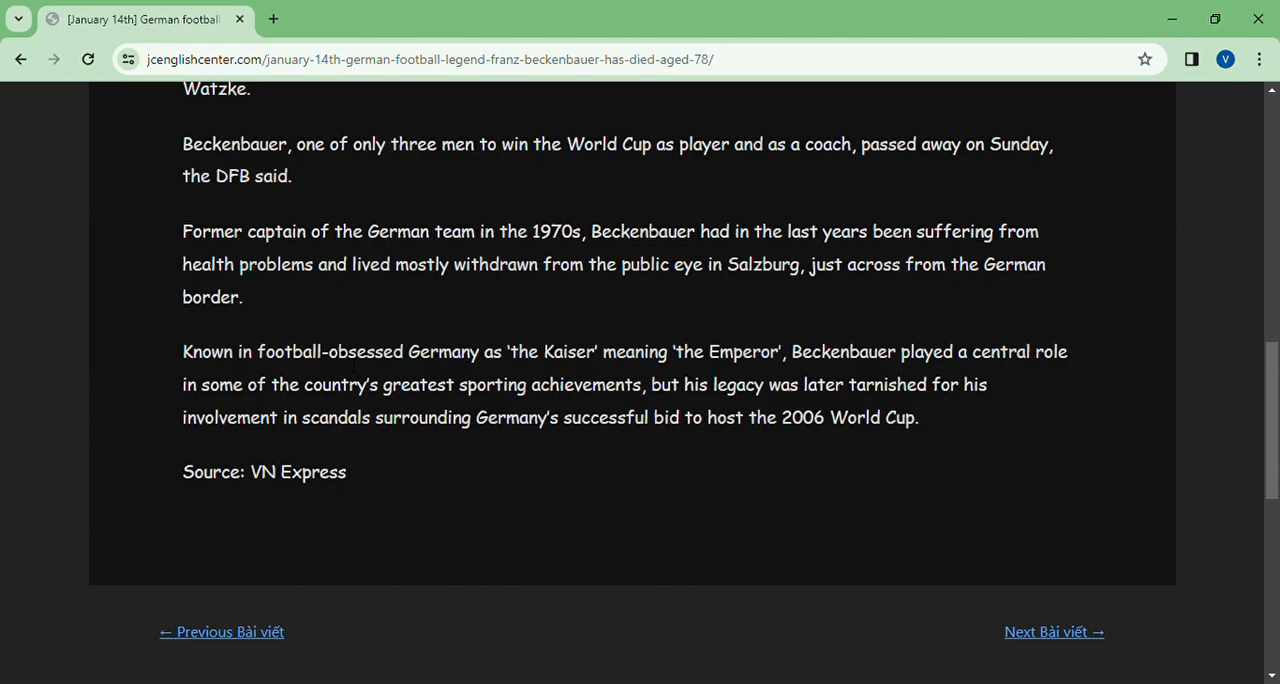 [January 14th] German football
jcenglishcenter.com/january-14th-german-football-legend-franz-beckenbauer-has-died-aged-78/
V
Watzke.
Beckenbauer, one of only three men to win the World Cup as player and as a coach, passed away on Sunday,
the DFB said.
Former captain of the German team in the 1970s, Beckenbauer had in the last years been suffering from
health problems and lived mostly withdrawn from the public eye in Salzburg, just across from the German
border.
Known in football-obsessed Germany as ‘the Kaiser’ meaning ‘the Emperor’, Beckenbauer played a central role
in some of the country’s greatest sporting achievements, but his legacy was later tarnished for his
involvement in scandals surrounding Germany’s successful bid to host the 2006 World Cup.
Source: VN Express
← Previous Bài viết
Next Bài viết →